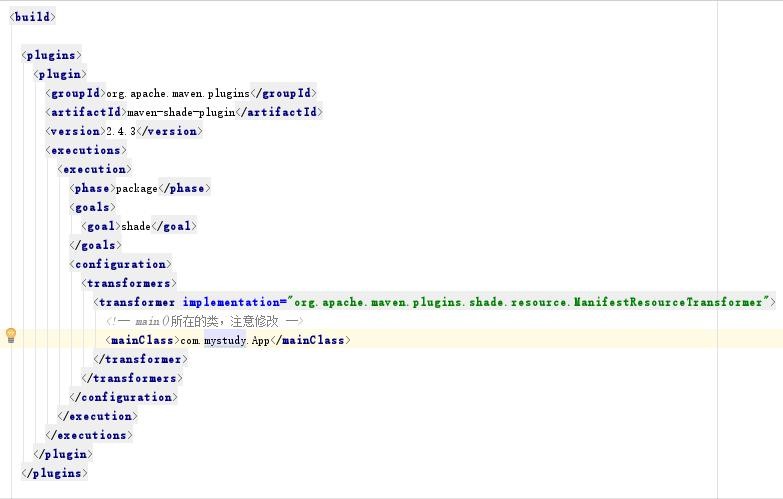 <build>
<plugins>
<plugin>
<groupId>org.apache.maven.plugins</groupId>
<artifactId>maven-shade-plugin</artifactId>
<version>2.4.3</version>
<executions>
<execution>
<phase>package</phase>
<goals>
<goal>shade</goal>
</goals>
<configuration>
<transformers>
<transformer implementation="org.apache.maven.plugins.shade.resource.ManifestResourceTransformer">
<!-- main()所在的类，注意修改 -->
<mainClass>com.mystudy.App</mainClass>
</transformer>
</transformers>
</configuration>
</execution>
</executions>
</plugin>
</plugins>